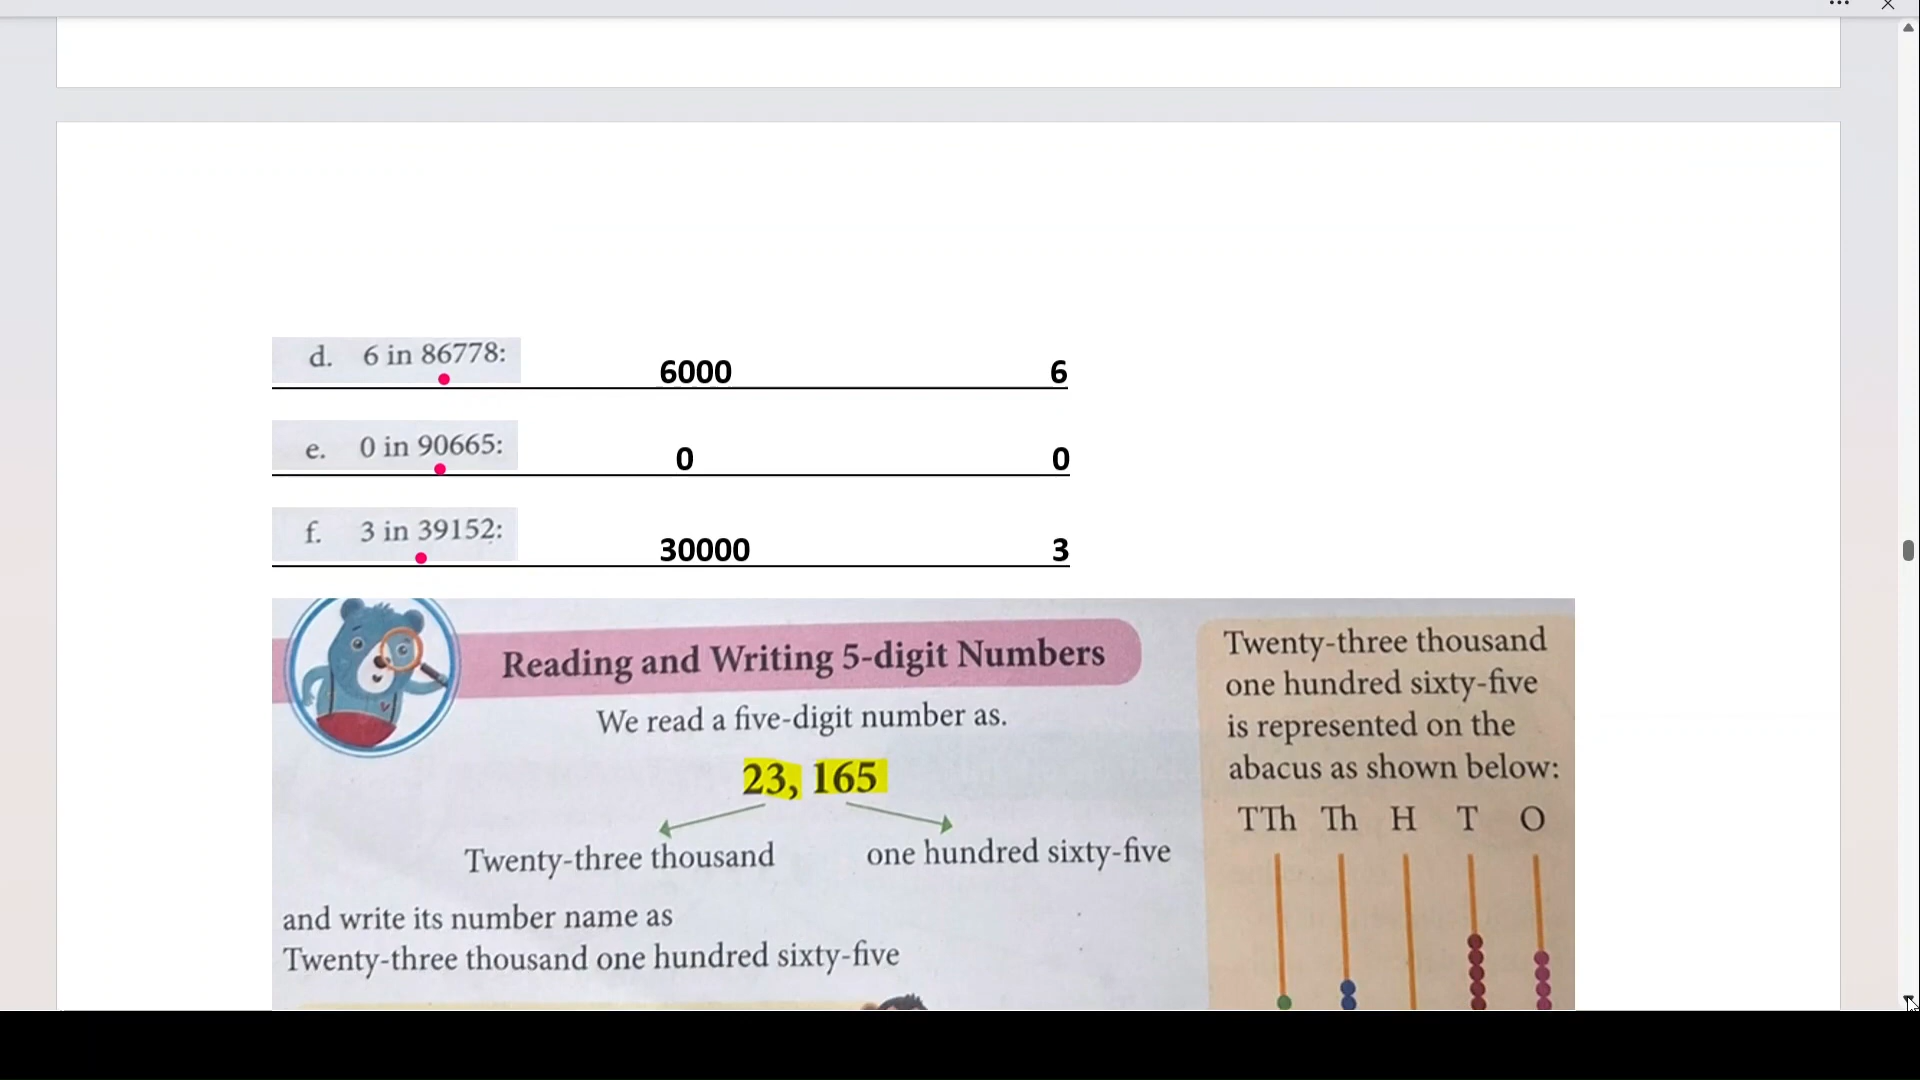 d. 6 in 86778: 6000 6
e. 0 in 90665: 0 0
f. 3 in 39152: 30000 3
Reading and Writing 5-digit Numbers
We read a five-digit number as.
23, 165
Twenty-three thousand one hundred sixty-five
and write its number name as
Twenty-three thousand one hundred sixty-five
Twenty-three thousand
one hundred sixty-five
is represented on the
abacus as shown below:
TTh Th H T O